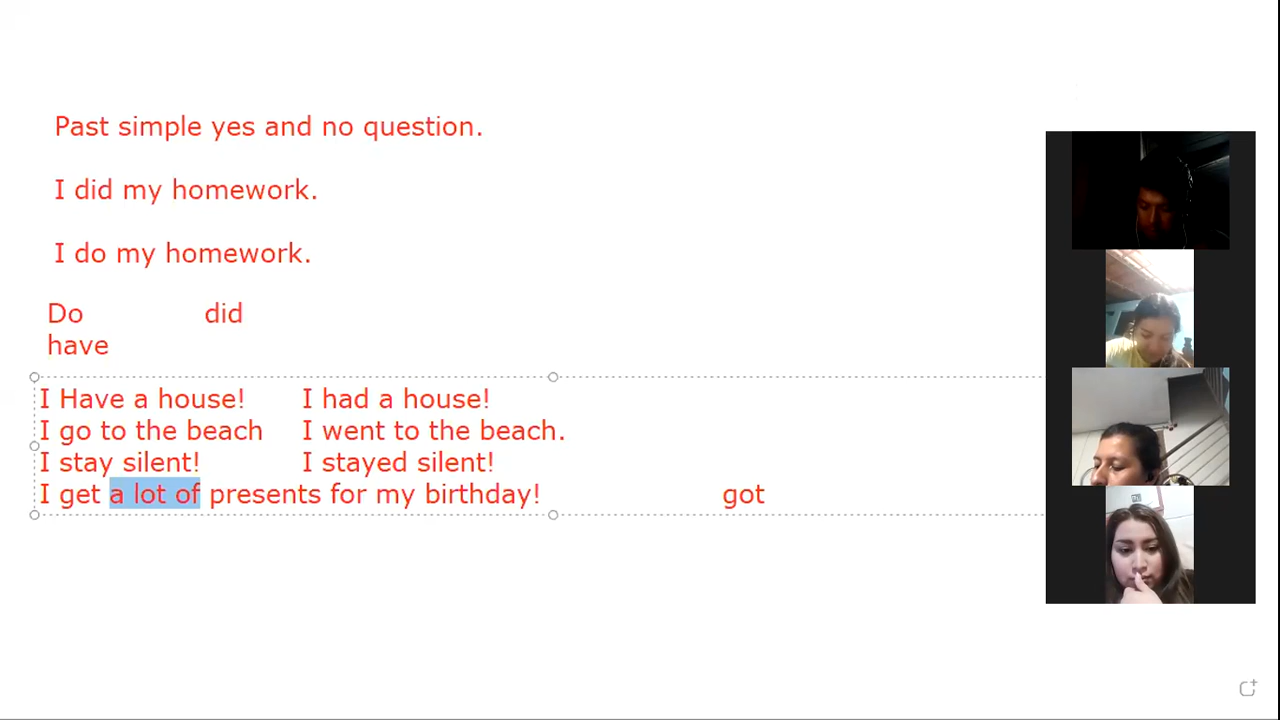 Past simple yes and no question.
I did my homework.
I do my homework.
Do did
have
I Have a house! I had a house!
I go to the beach I went to the beach.
I stay silent! I stayed silent!
I get a lot of presents for my birthday! got